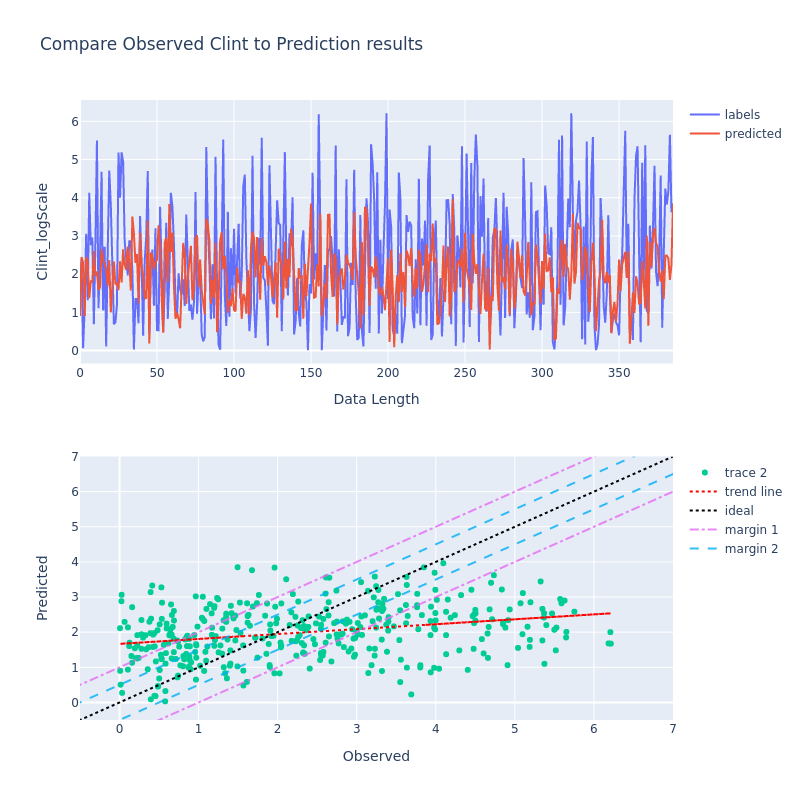 Compare Observed Clint to Prediction results
labels
predicted
Clint_logScale
6
5
4
3
2
1
0
0 50 100 150 200 250 300 350
Data Length
trace 2
trend line
ideal
margin 1
margin 2
Predicted
7
6
5
4
3
2
1
0
0 1 2 3 4 5 6 7
Observed